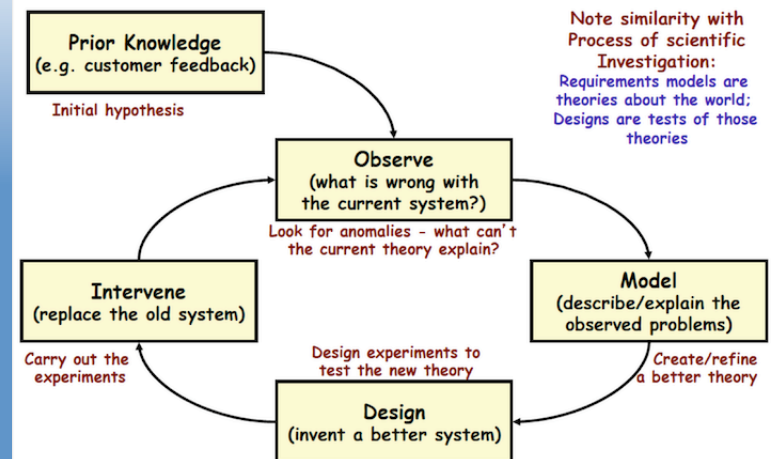 Prior Knowledge
(e.g. customer feedback)
Initial hypothesis
Note similarity with
Process of scientific
Investigation:
Requirements models are
theories about the world;
Designs are tests of those
theories
Observe
(what is wrong with
the current system?)
Look for anomalies - what can't
the current theory explain?
Model
(describe/explain the
observed problems)
Create/refine
a better theory
Design experiments to
test the new theory
Design
(invent a better system)
Intervene
(replace the old system)
Carry out the
experiments